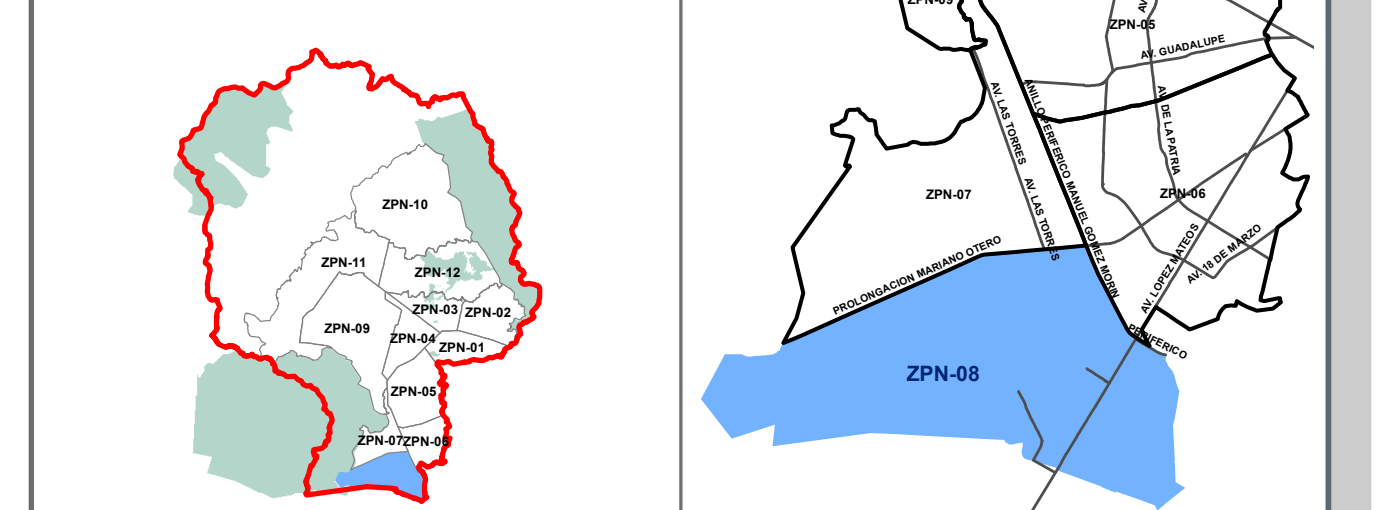 ZPN-10
ZPN-11
ZPN-12
ZPN-03
ZPN-02
ZPN-09
ZPN-04
ZPN-01
ZPN-05
ZPN-07
ZPN-06
ZPN-09
AV.
ZPN-05
AV. GUADALUPE
AV. LAS TORRES
ANILLO PERIFERICO MANUEL GOMEZ MORIN
AV. DE LA PATRIA
ZPN-07
AV. LAS TORRES
ZPN-06
PROLONGACION MARIANO OTERO
AV. LOPEZ MATEOS
AV. 18 DE MARZO
PERIFERICO
ZPN-08